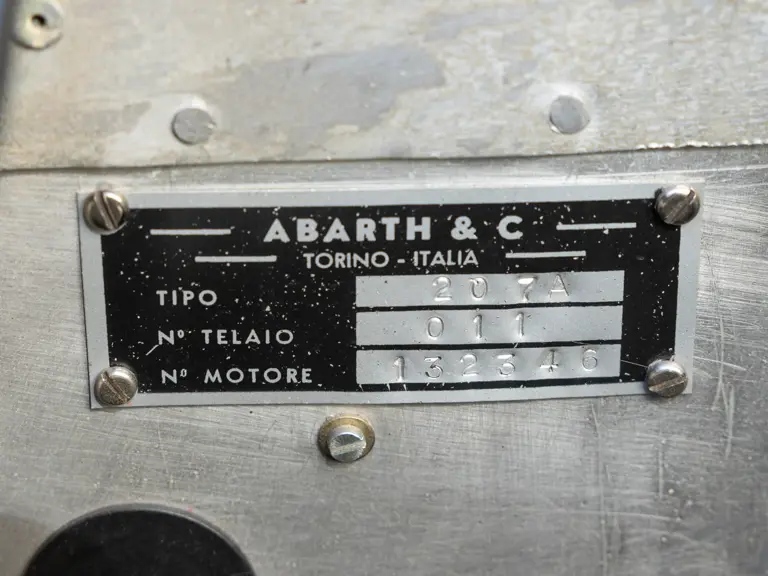 ABARTH & C
TORINO - ITALIA
TIPO 207A
Nº TELAIO 011
Nº MOTORE 132346